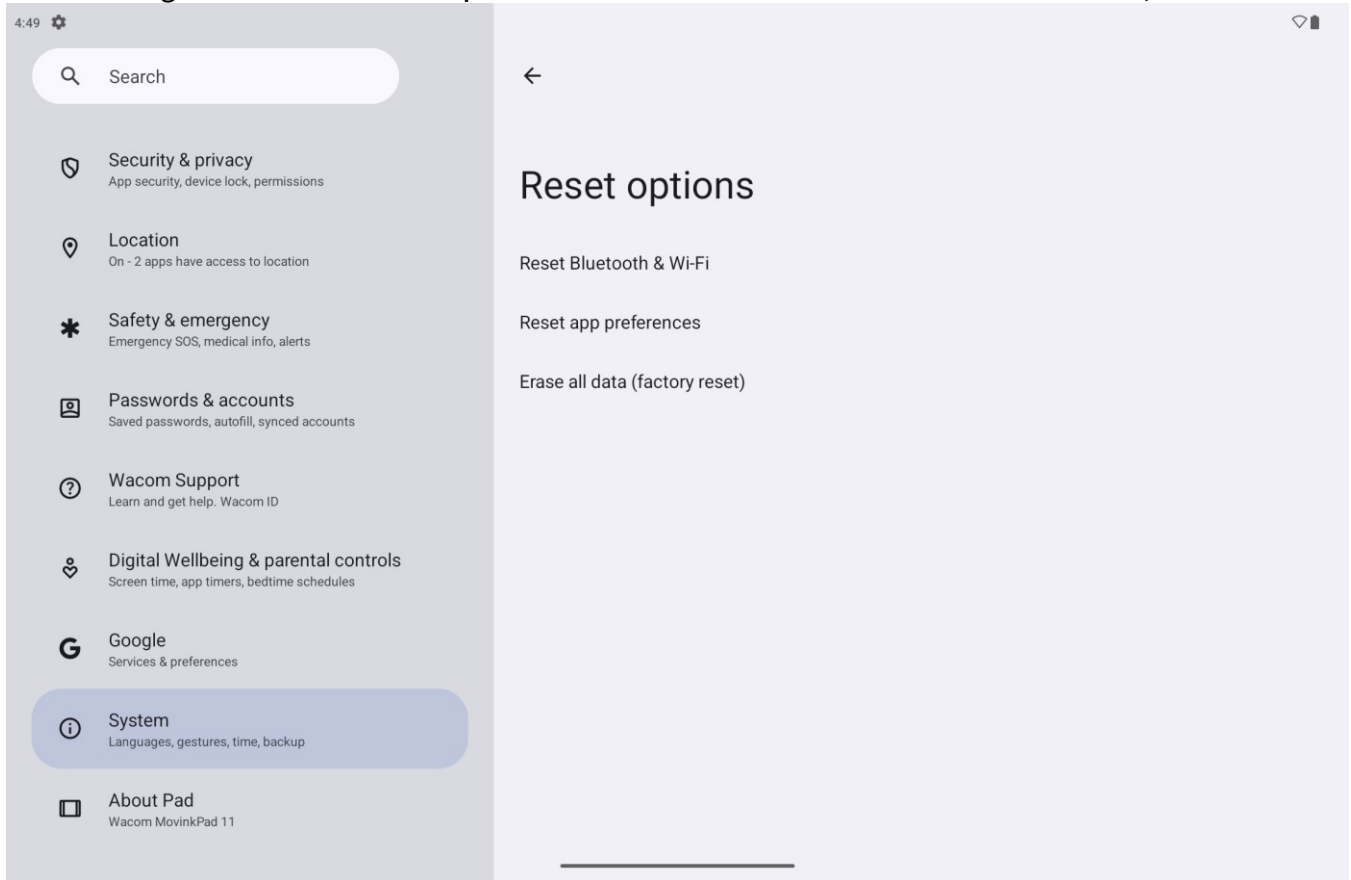 4:49
Search
Security & privacy
App security, device lock, permissions
Location
On - 2 apps have access to location
Safety & emergency
Emergency SOS, medical info, alerts
Passwords & accounts
Saved passwords, autofill, synced accounts
Wacom Support
Learn and get help. Wacom ID
Digital Wellbeing & parental controls
Screen time, app timers, bedtime schedules
Google
Services & preferences
System
Languages, gestures, time, backup
About Pad
Wacom MovinkPad 11
Reset options
Reset Bluetooth & Wi-Fi
Reset app preferences
Erase all data (factory reset)